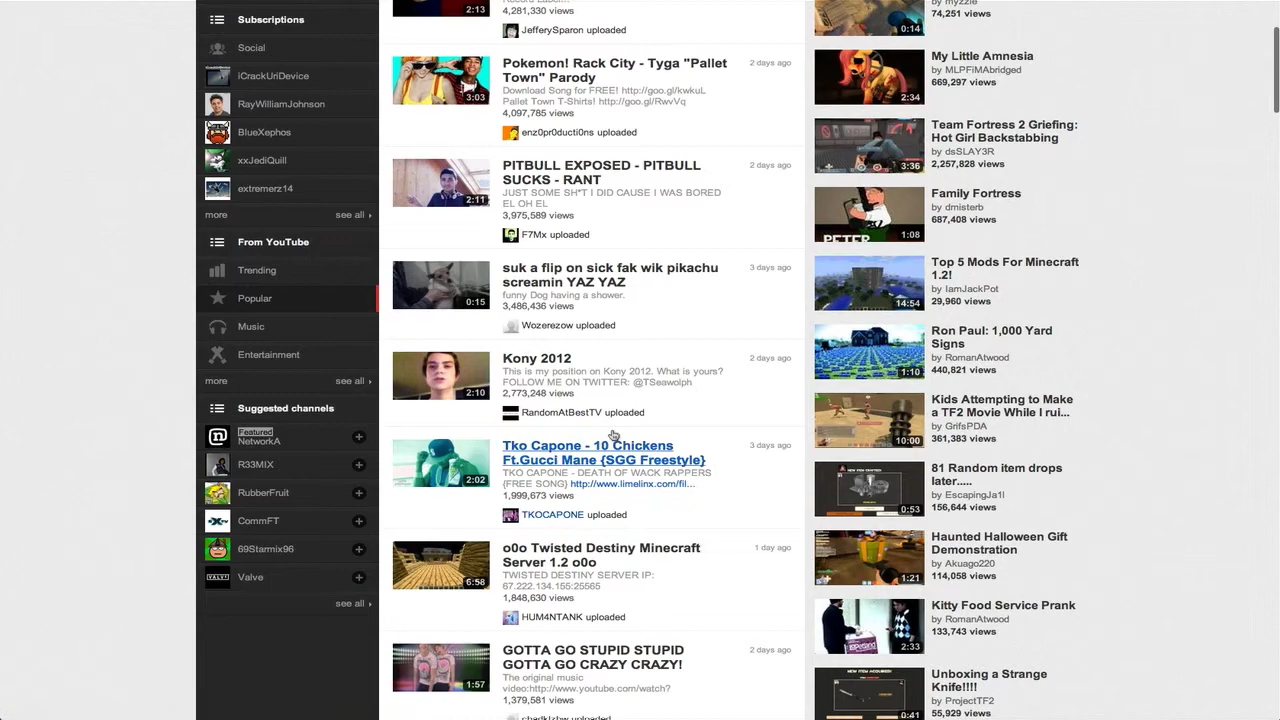 Subscriptions
Social
iCrackUriDevice
RayWilliamJohnson
BlueXephos
xxJediQuill
extremerz14
more
see all ›
From YouTube
Trending
Popular
Music
Entertainment
more
see all ›
Suggested channels
Featured
NetworkA
R33MIX
RubberFruit
CommFT
69Starmix96
VALVE
Valve
see all ›
2:13
4,281,330 views
JefferySparon uploaded
3:03
Pokemon! Rack City - Tyga "Pallet
Town" Parody
2 days ago
Download Song for FREE! http://goo.gl/kwkuL
Pallet Town T-Shirts! http://goo.gl/RwvVq
4,097,785 views
enz0pr0ducti0ns uploaded
2:11
PITBULL EXPOSED - PITBULL
SUCKS - RANT
2 days ago
JUST SOME SH*T I DID CAUSE I WAS BORED
EL OH EL
3,975,589 views
F7Mx uploaded
0:15
suk a flip on sick fak wik pikachu
screamin YAZ YAZ
3 days ago
funny Dog having a shower.
3,486,436 views
Wozerezow uploaded
2:10
Kony 2012
2 days ago
This is my position on Kony 2012. What is yours?
FOLLOW ME ON TWITTER: @TSeawolph
2,773,248 views
RandomAtBestTV uploaded
2:02
Tko Capone - 10 Chickens
Ft.Gucci Mane {SGG Freestyle}
3 days ago
TKO CAPONE - DEATH OF WACK RAPPERS
{FREE SONG} http://www.limelinx.com/fil...
1,999,673 views
TKOCAPONE uploaded
6:58
o0o Twisted Destiny Minecraft
Server 1.2 o0o
1 day ago
TWISTED DESTINY SERVER IP:
67.222.134.155:25565
1,848,630 views
HUM4NTANK uploaded
1:57
GOTTA GO STUPID STUPID
GOTTA GO CRAZY CRAZY!
2 days ago
The original music
video:http://www.youtube.com/watch?
1,379,581 views
uploaded
0:14
by myzzie
74,251 views
2:34
My Little Amnesia
by MLPFiMAbridged
669,297 views
3:36
Team Fortress 2 Griefing:
Hot Girl Backstabbing
by dsSLAY3R
2,257,828 views
PETER
1:08
Family Fortress
by dmisterb
687,408 views
14:54
Top 5 Mods For Minecraft
1.2!
by IamJackPot
29,960 views
1:10
Ron Paul: 1,000 Yard
Signs
by RomanAtwood
440,821 views
10:00
Kids Attempting to Make
a TF2 Movie While I rui...
by GrifsPDA
361,383 views
0:53
81 Random item drops
later.....
by EscapingJa1l
156,644 views
1:21
Haunted Halloween Gift
Demonstration
by Akuago220
114,058 views
2:33
Kitty Food Service Prank
by RomanAtwood
133,743 views
0:41
Unboxing a Strange
Knife!!!!
by ProjectTF2
55,929 views